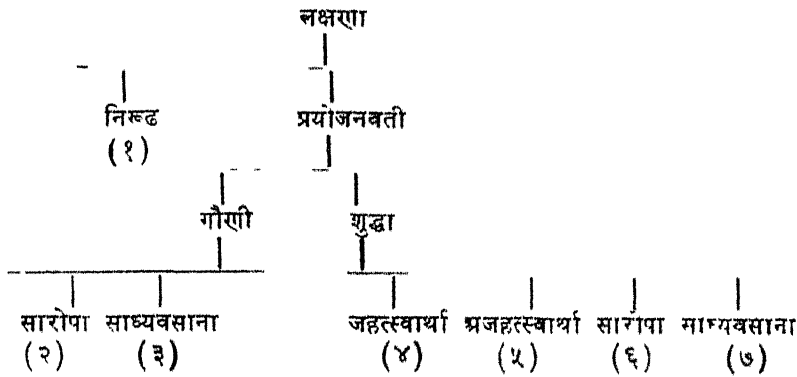 लक्षणा
निरूढ प्रयोजनवती
(१)
गौणी शुद्धा
सारोपा साध्यवसाना जहत्स्वार्था अजहत्स्वार्था सारोपा साध्यवसाना
(२) (३) (४) (५) (६) (७)